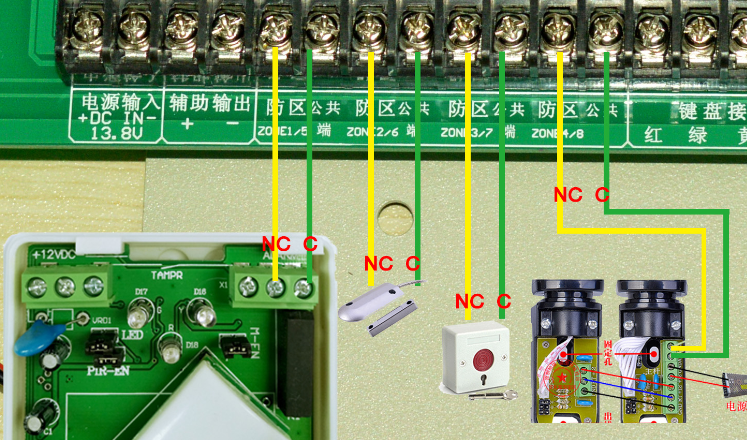 电源输入 辅助输出 防区公共 防区公共 防区公共 防区 公共 键盘接
+DC IN- + − ZONE1/5 端 ZONE2/6 端 ZONE3/7 端 ZONE4/8 红 绿 黄
13.8V
NC C
NC C
NC C
NC C
+12VDC
TAMPR
X1
D17
D16
VR01
LED
G
R
D18
M-EN
PIR-EN
C1
固定孔
电源